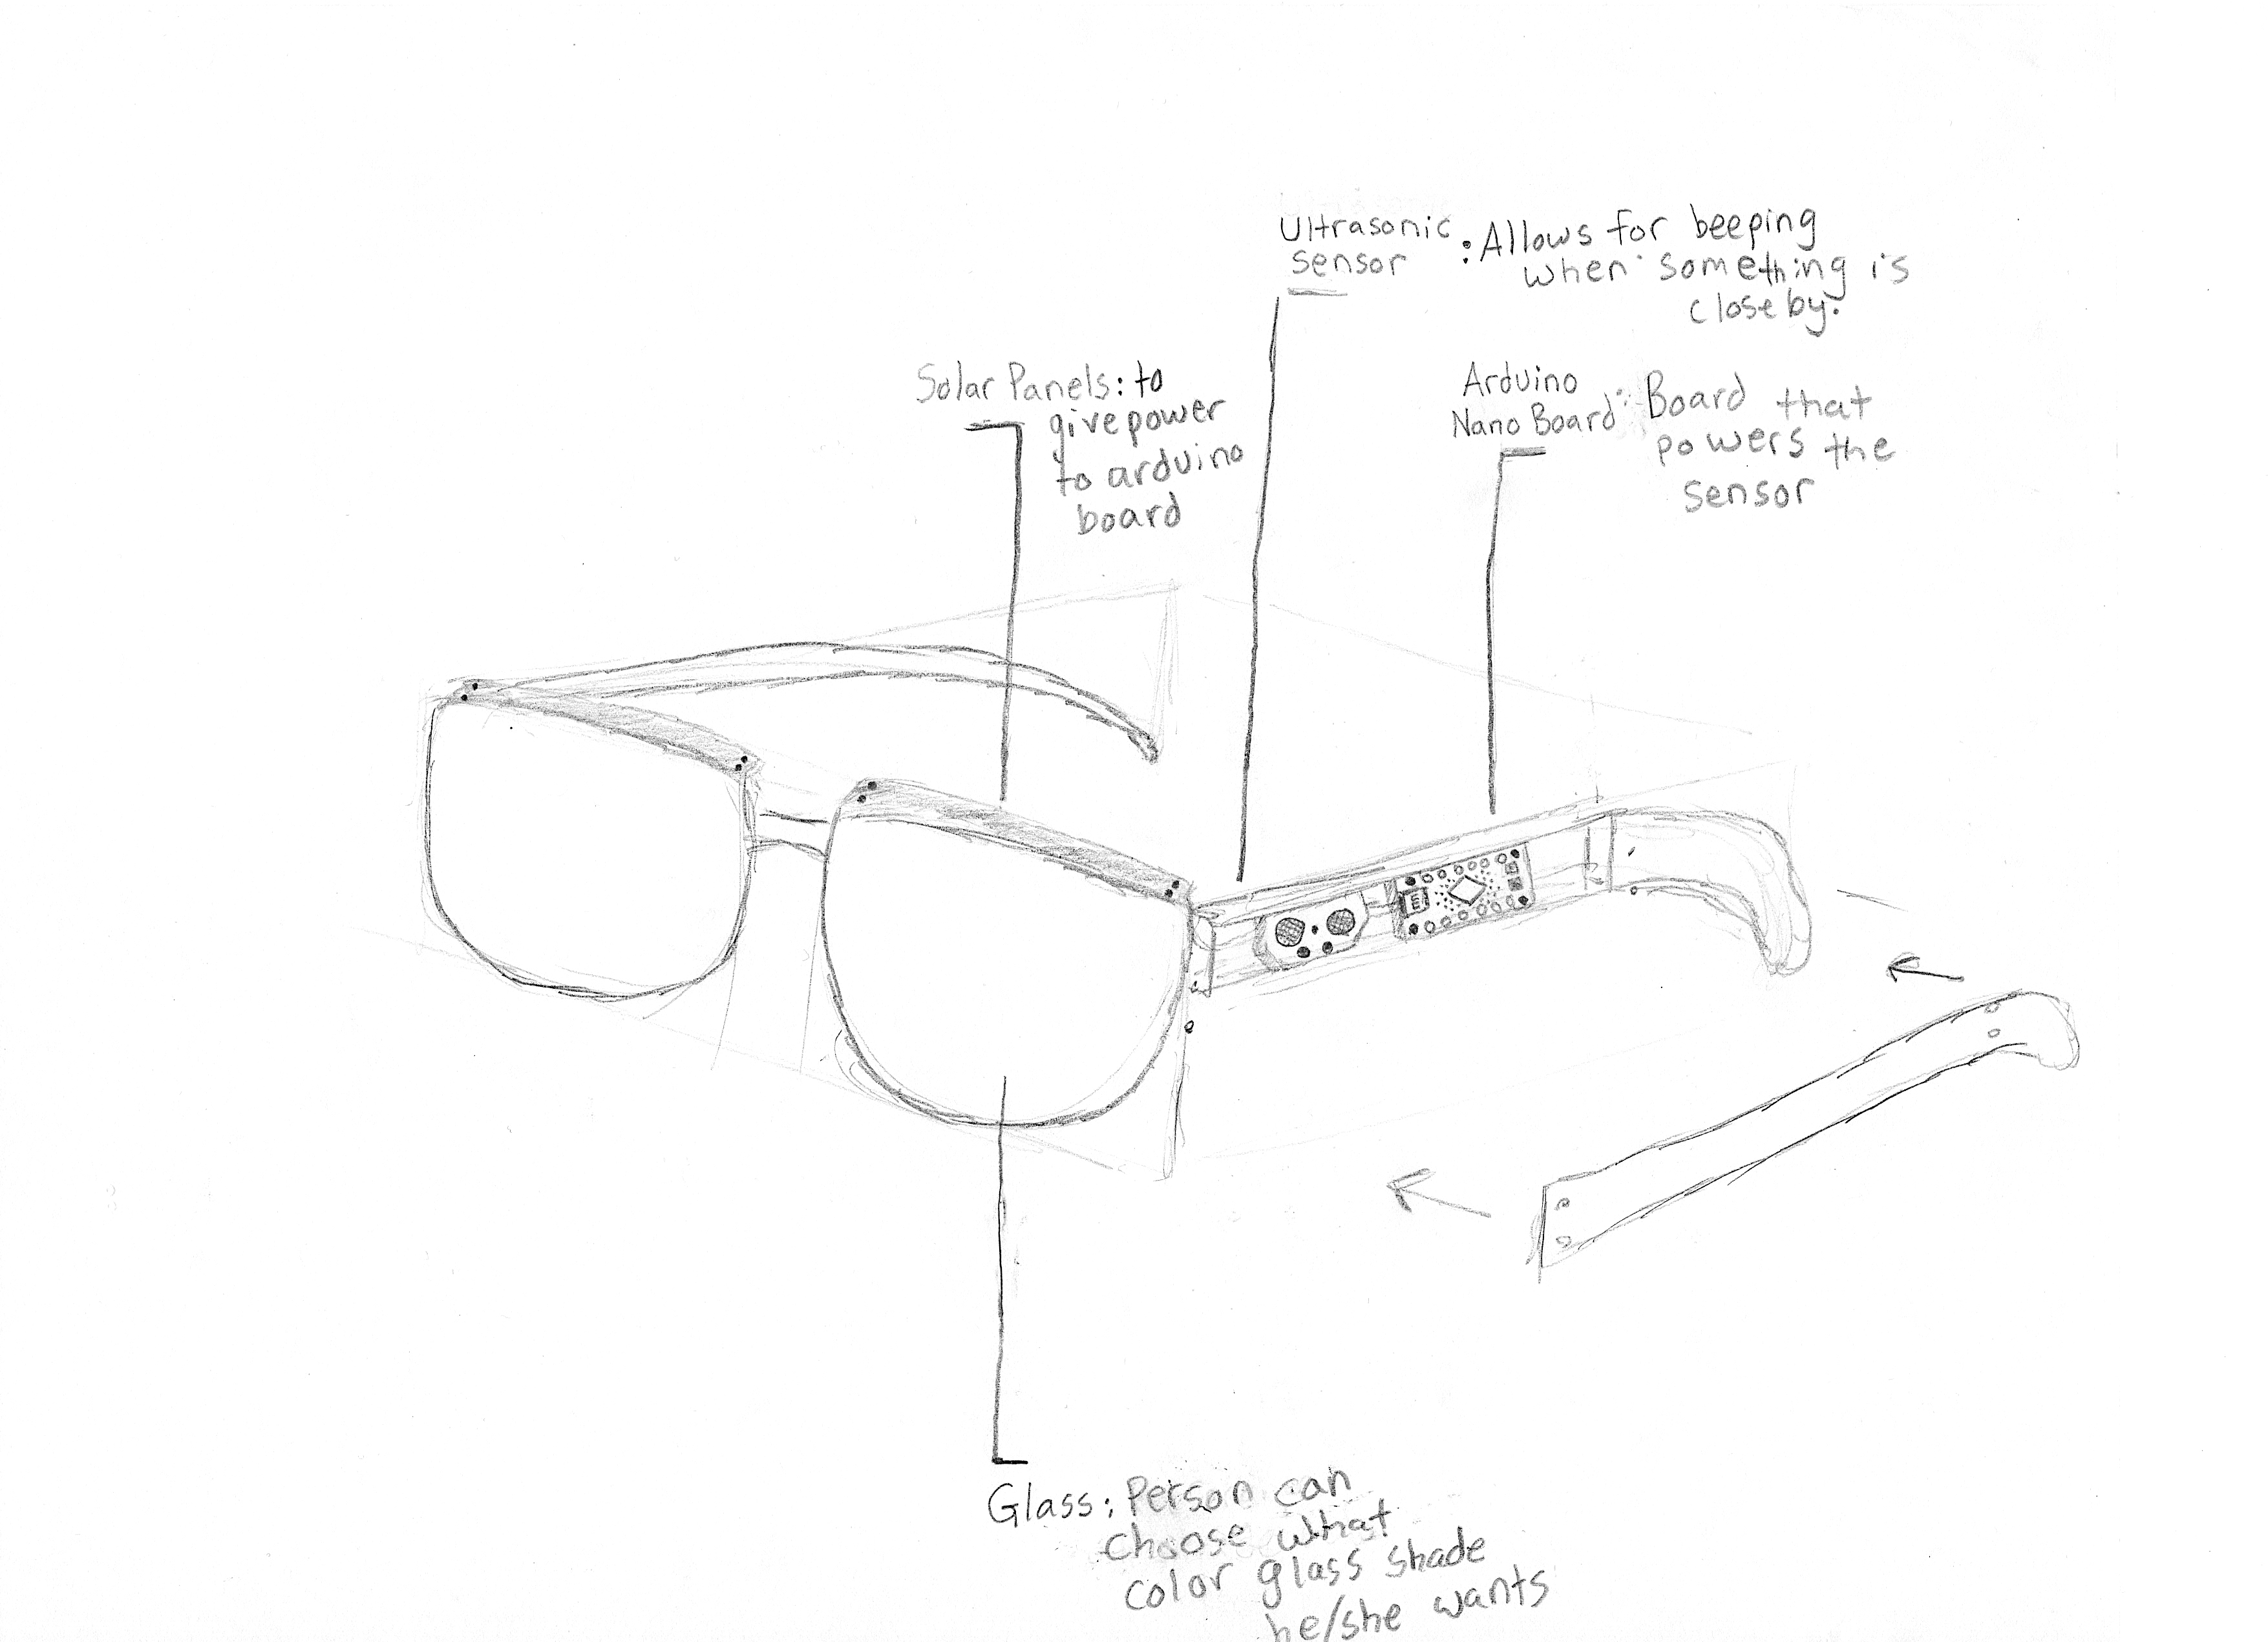 Ultrasonic
Sensor : Allows for beeping
when something is
close by.
Solar Panels: to
give power
to arduino
board
Arduino
Nano Board: Board that
powers the
sensor
Glass: Person can
choose what
color glass shade
he/she wants